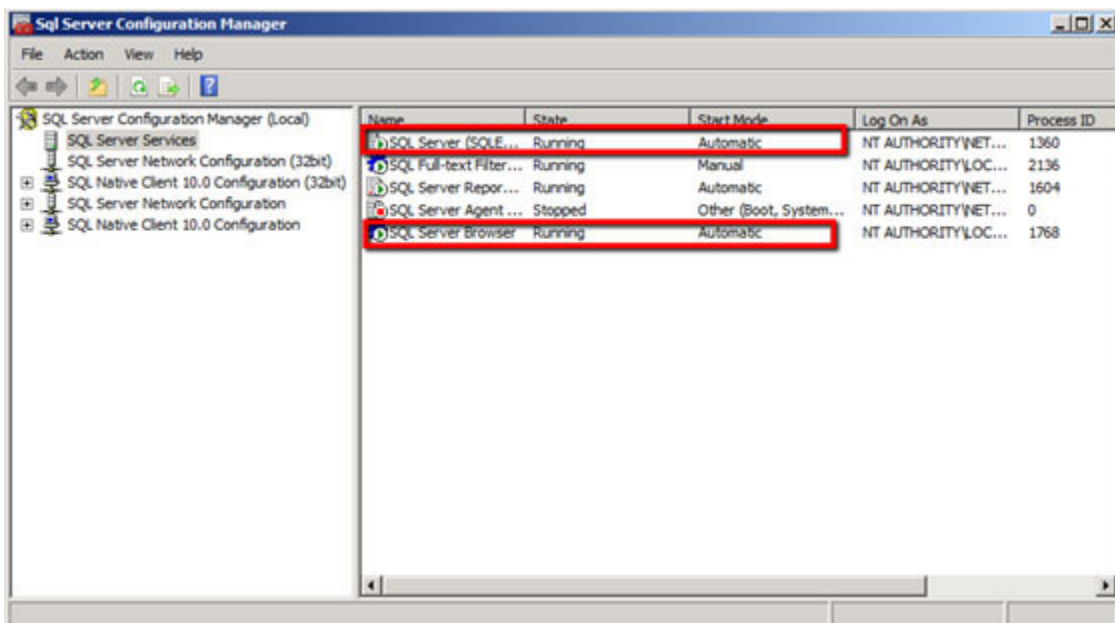 Sql Server Configuration Manager
File Action View Help
SQL Server Configuration Manager (Local)
SQL Server Services
SQL Server Network Configuration (32bit)
SQL Native Client 10.0 Configuration (32bit)
SQL Server Network Configuration
SQL Native Client 10.0 Configuration
Name State Start Mode Log On As Process ID
SQL Server (SQLE... Running Automatic NT AUTHORITY\NET... 1360
SQL Full-text Filter... Running Manual NT AUTHORITY\LOC... 2136
SQL Server Repor... Running Automatic NT AUTHORITY\NET... 1604
SQL Server Agent ... Stopped Other (Boot, System... NT AUTHORITY\NET... 0
SQL Server Browser Running Automatic NT AUTHORITY\LOC... 1768